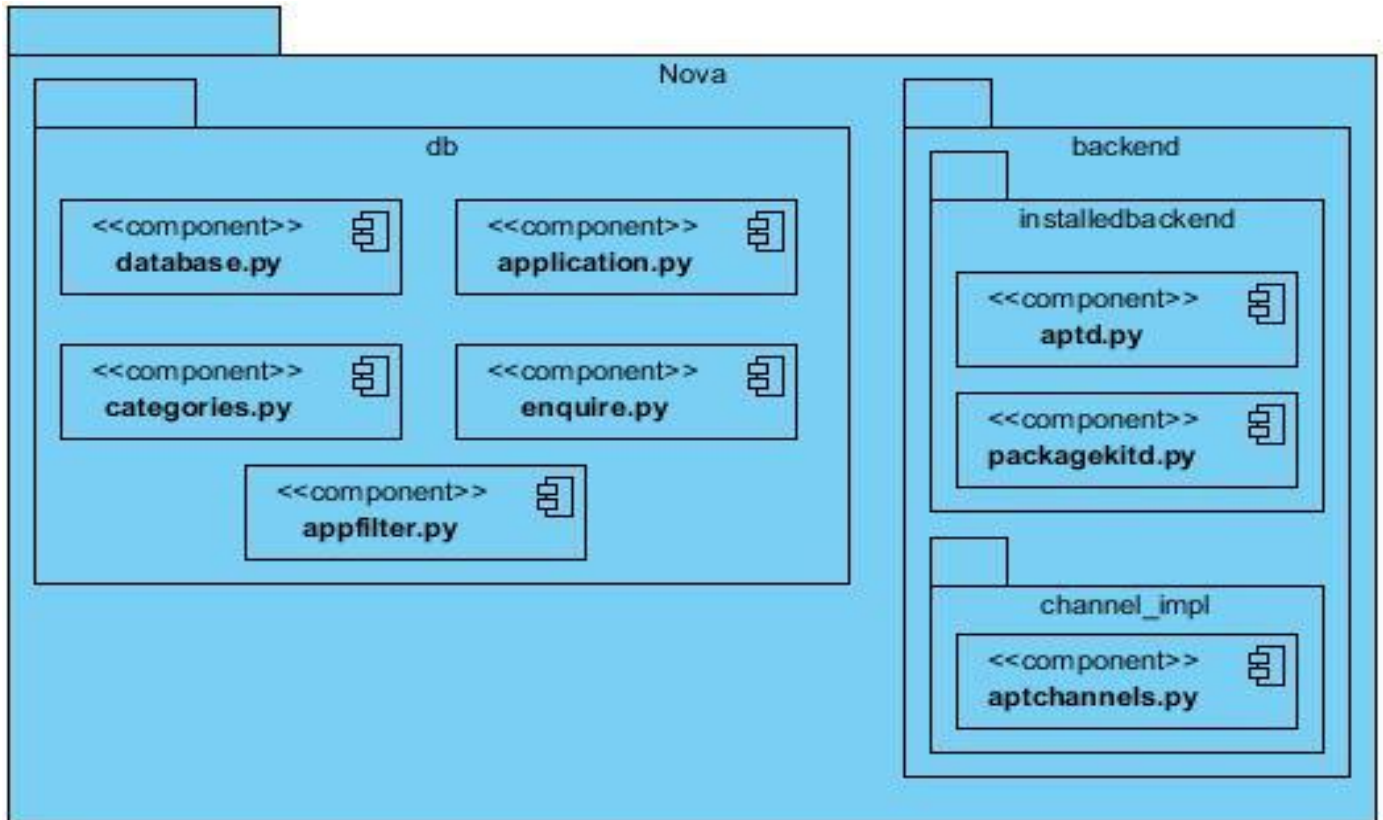 Nova
db
<<component>>
database.py
<<component>>
application.py
<<component>>
categories.py
<<component>>
enquire.py
<<component>>
appfilter.py
backend
installedbackend
<<component>>
aptd.py
<<component>>
packagekitd.py
channel_impl
<<component>>
aptchannels.py